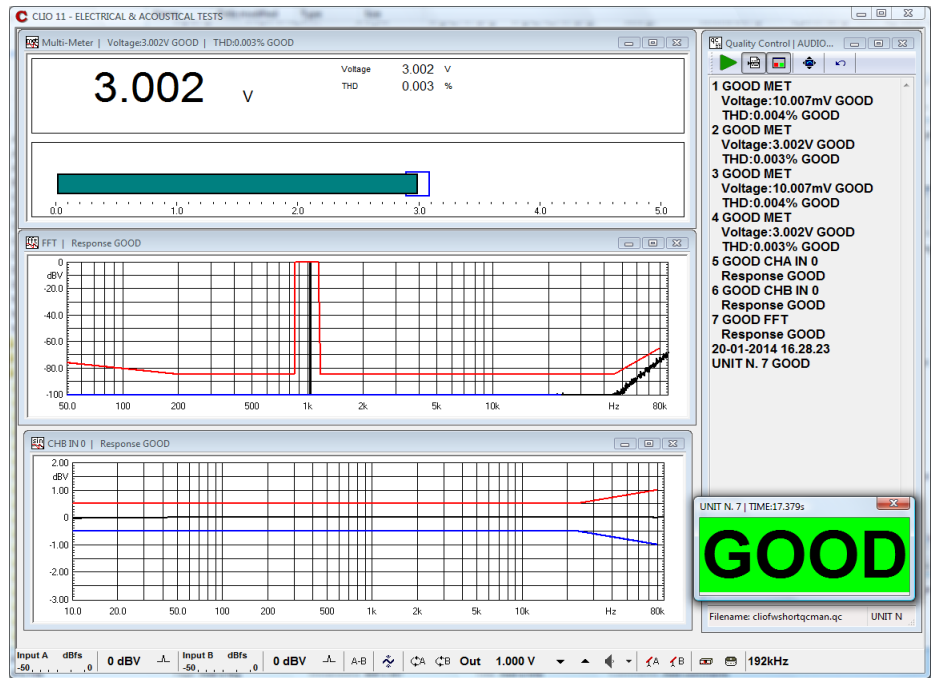 CLIO 11 - ELECTRICAL & ACOUSTICAL TESTS
Multi-Meter | Voltage:3.002V GOOD | THD:0.003% GOOD
3.002 V
Voltage 3.002 V
THD 0.003 %
0.0 1.0 2.0 3.0 4.0 5.0
FFT | Response GOOD
0
dBV
-20.0
-40.0
-60.0
-80.0
-100
50.0 100 200 500 1k 2k 5k 10k Hz 80k
CHB IN 0 | Response GOOD
2.00
dBV
1.00
0
-1.00
-2.00
-3.00
10.0 20.0 50.0 100 200 500 1k 2k 5k 10k Hz 80k
Quality Control | AUDIO...
1 GOOD MET
Voltage:10.007mV GOOD
THD:0.004% GOOD
2 GOOD MET
Voltage:3.002V GOOD
THD:0.003% GOOD
3 GOOD MET
Voltage:10.007mV GOOD
THD:0.004% GOOD
4 GOOD MET
Voltage:3.002V GOOD
THD:0.003% GOOD
5 GOOD CHA IN 0
Response GOOD
6 GOOD CHB IN 0
Response GOOD
7 GOOD FFT
Response GOOD
20-01-2014 16.28.23
UNIT N. 7 GOOD
UNIT N. 7 | TIME:17.379s
GOOD
Filename: cliofwshortqcman.qc UNIT N
Input A dBfs
-50 0
0 dBV
Input B dBfs
-50 0
0 dBV
A-B
A B Out 1.000 V
A B
192kHz